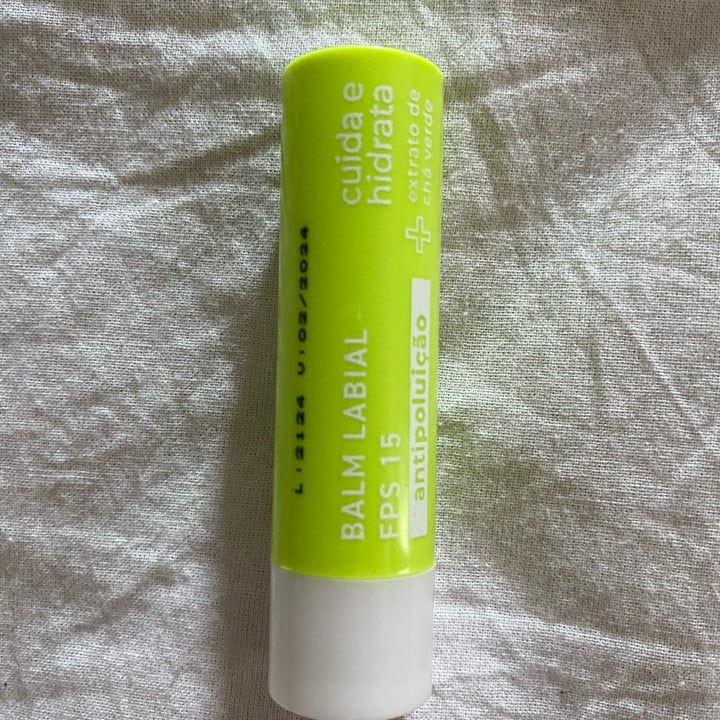 L:2124 V:02/2024
BALM LABIAL
FPS 15
antipoluição
cuida e
hidrata
+ extrato de
chá verde